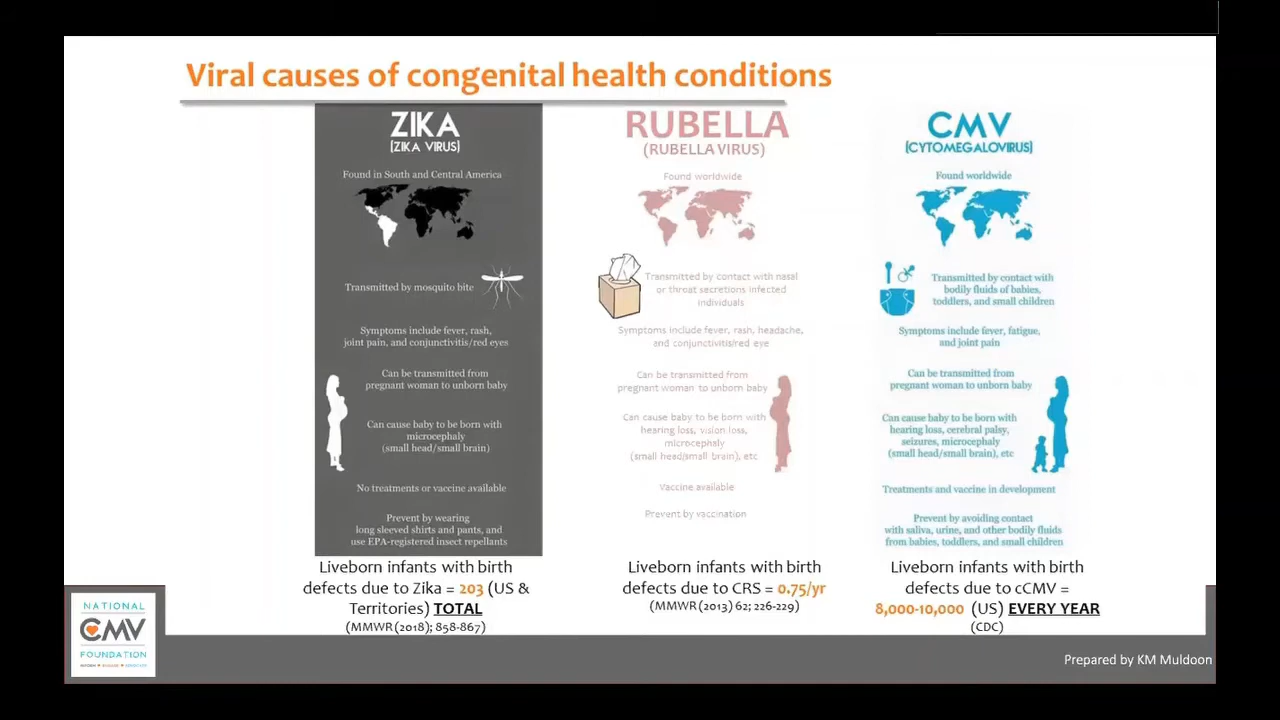 Viral causes of congenital health conditions
ZIKA
(ZIKA VIRUS)
Found in South and Central America
Transmitted by mosquito bite
Symptoms include fever, rash,
joint pain, and conjunctivitis/red eyes
Can be transmitted from
pregnant woman to unborn baby
Can cause baby to be born with
microcephaly
(small head/small brain)
No treatments or vaccine available
Prevent by wearing
long sleeved shirts and pants, and
use EPA-registered insect repellants
Liveborn infants with birth
defects due to Zika = 203 (US &
Territories) TOTAL
(MMWR (2018); 858-867)
RUBELLA
(RUBELLA VIRUS)
Found worldwide
Transmitted by contact with nasal
or throat secretions infected
individuals
Symptoms include fever, rash, headache,
and conjunctivitis/red eye
Can be transmitted from
pregnant woman to unborn baby
Can cause baby to be born with
hearing loss, vision loss,
microcephaly
(small head/small brain), etc
Vaccine available
Prevent by vaccination
Liveborn infants with birth
defects due to CRS = 0.75/yr
(MMWR (2013) 62; 226-229)
CMV
(CYTOMEGALOVIRUS)
Found worldwide
Transmitted by contact with
bodily fluids of babies,
toddlers, and small children
Symptoms include fever, fatigue,
and joint pain
Can be transmitted from
pregnant woman to unborn baby
Can cause baby to be born with
hearing loss, cerebral palsy,
seizures, microcephaly
(small head/small brain), etc
Treatments and vaccine in development
Prevent by avoiding contact
with saliva, urine, and other bodily fluids
from babies, toddlers, and small children
Liveborn infants with birth
defects due to cCMV =
8,000-10,000 (US) EVERY YEAR
(CDC)
NATIONAL
CMV
FOUNDATION
Prepared by KM Muldoon